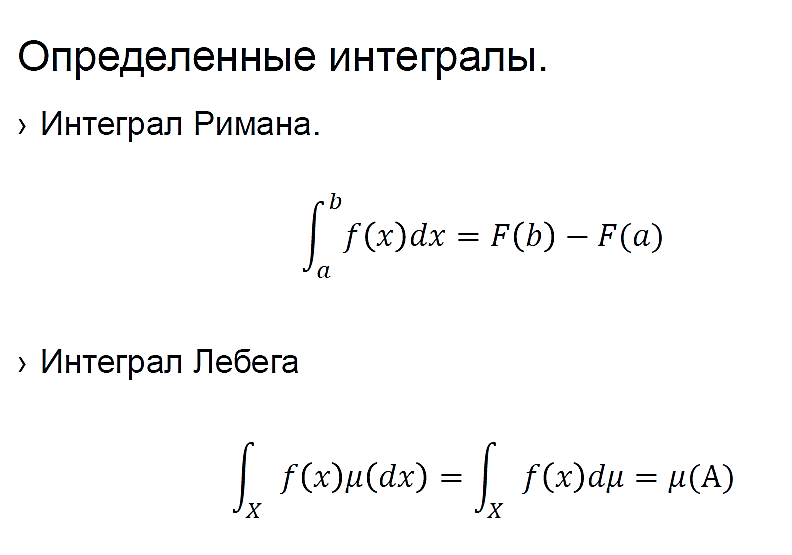 Определенные интегралы.
› Интеграл Римана.
∫_a^b f(x)dx = F(b) − F(a)
› Интеграл Лебега
∫_X f(x)μ(dx) = ∫_X f(x)dμ = μ(A)